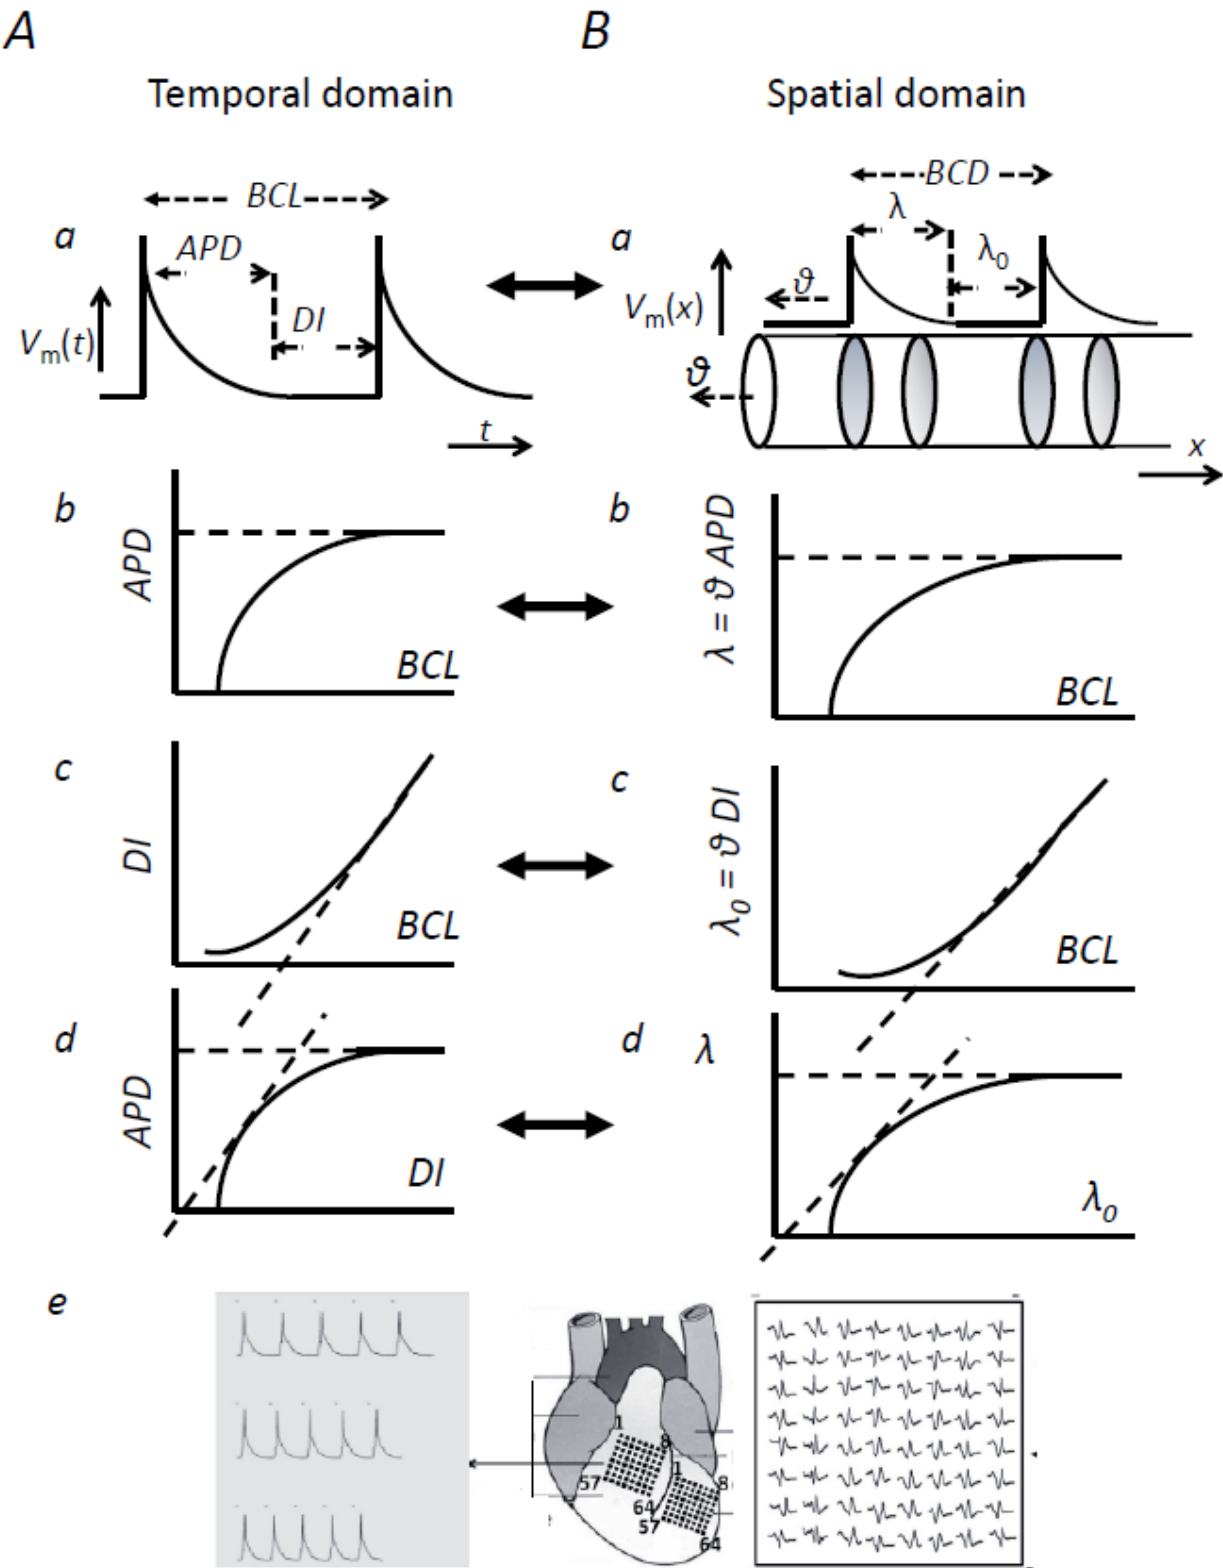 A
B
Temporal domain
Spatial domain
a
BCL
APD
DI
Vm(t)
t
a
BCD
λ
λ0
ϑ
Vm(x)
ϑ
x
b
APD
BCL
b
λ = ϑ APD
BCL
c
DI
BCL
c
λ0 = ϑ DI
BCL
d
APD
DI
d
λ
λ0
e
1
8
57
64
1
8
57
64